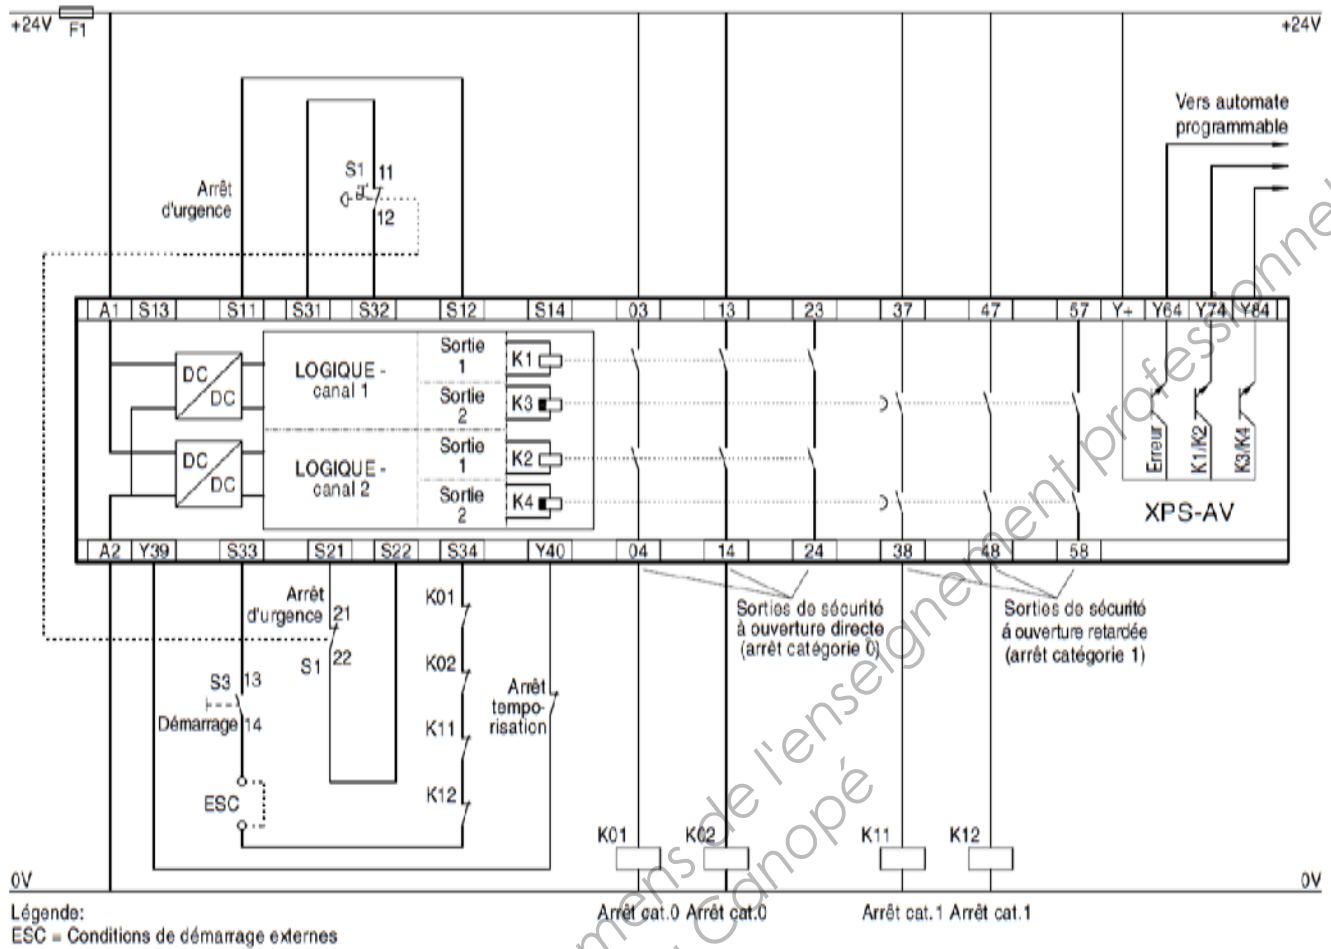 +24V
F1
+24V
Vers automate
programmable
S1
11
12
Arrêt
d'urgence
A1
S13
S11
S31
S32
S12
S14
03
13
23
37
47
57
Y+
Y64
Y74
Y84
DC
DC
LOGIQUE -
canal 1
Sortie
1
K1
Sortie
2
K3
DC
DC
LOGIQUE -
canal 2
Sortie
1
K2
Sortie
2
K4
Erreur
K1/K2
K3/K4
XPS-AV
A2
Y39
S33
S21
S22
S34
Y40
04
14
24
38
48
58
Arrêt
d'urgence
21
22
S1
K01
K02
K11
K12
S3
13
Démarrage
14
ESC
Arrêt
tempo-
risation
Sorties de sécurité
à ouverture directe
(arrêt catégorie 0)
Sorties de sécurité
á ouverture retardée
(arrêt catégorie 1)
K01
K02
K11
K12
0V
0V
Arrêt cat.0
Arrêt cat.0
Arrêt cat.1
Arrêt cat.1
Légende:
ESC = Conditions de démarrage externes
mens de l'enseignement professionnel
Canopé